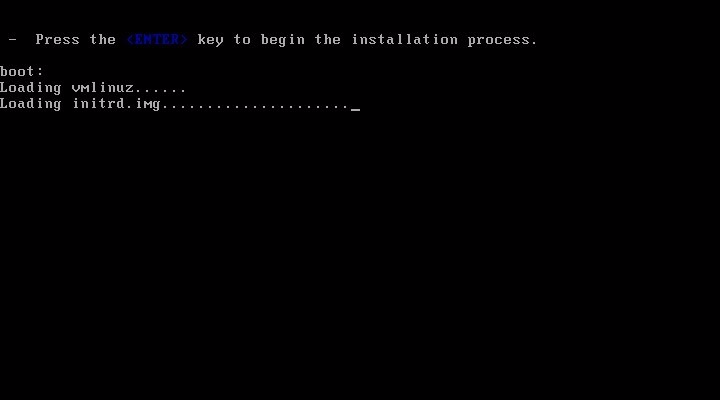 -  Press the <ENTER> key to begin the installation process.
boot:
Loading vmlinuz......
Loading initrd.img....................._